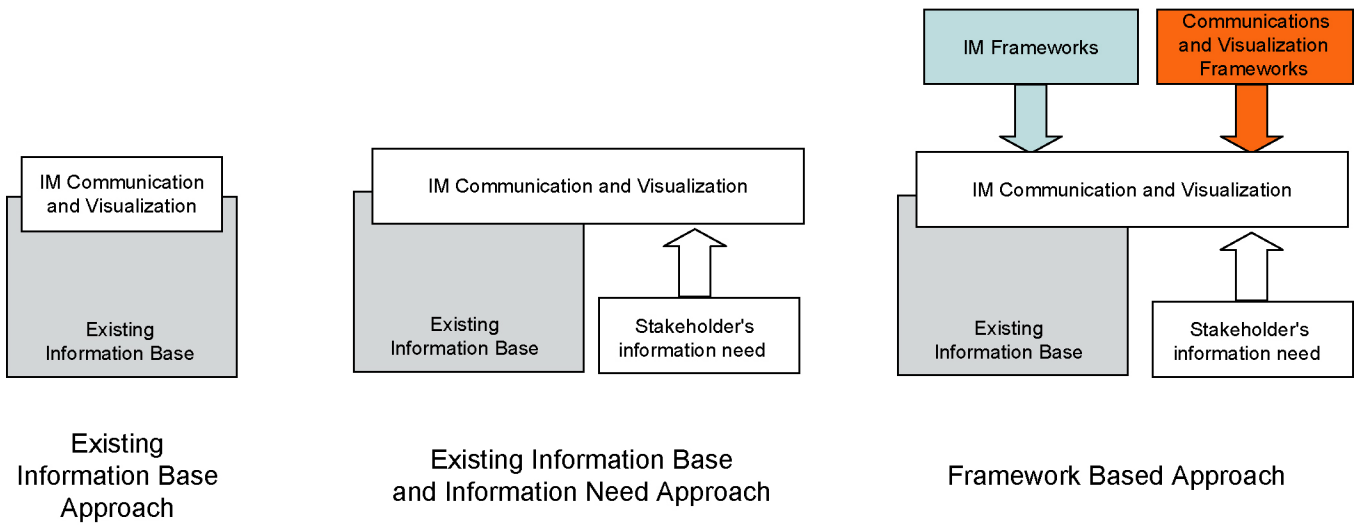 IM Communication
and Visualization
Existing
Information Base
Existing
Information Base
Approach
IM Communication and Visualization
Existing
Information Base
Stakeholder's
information need
Existing Information Base
and Information Need Approach
IM Frameworks
Communications
and Visualization
Frameworks
IM Communication and Visualization
Existing
Information Base
Stakeholder's
information need
Framework Based Approach